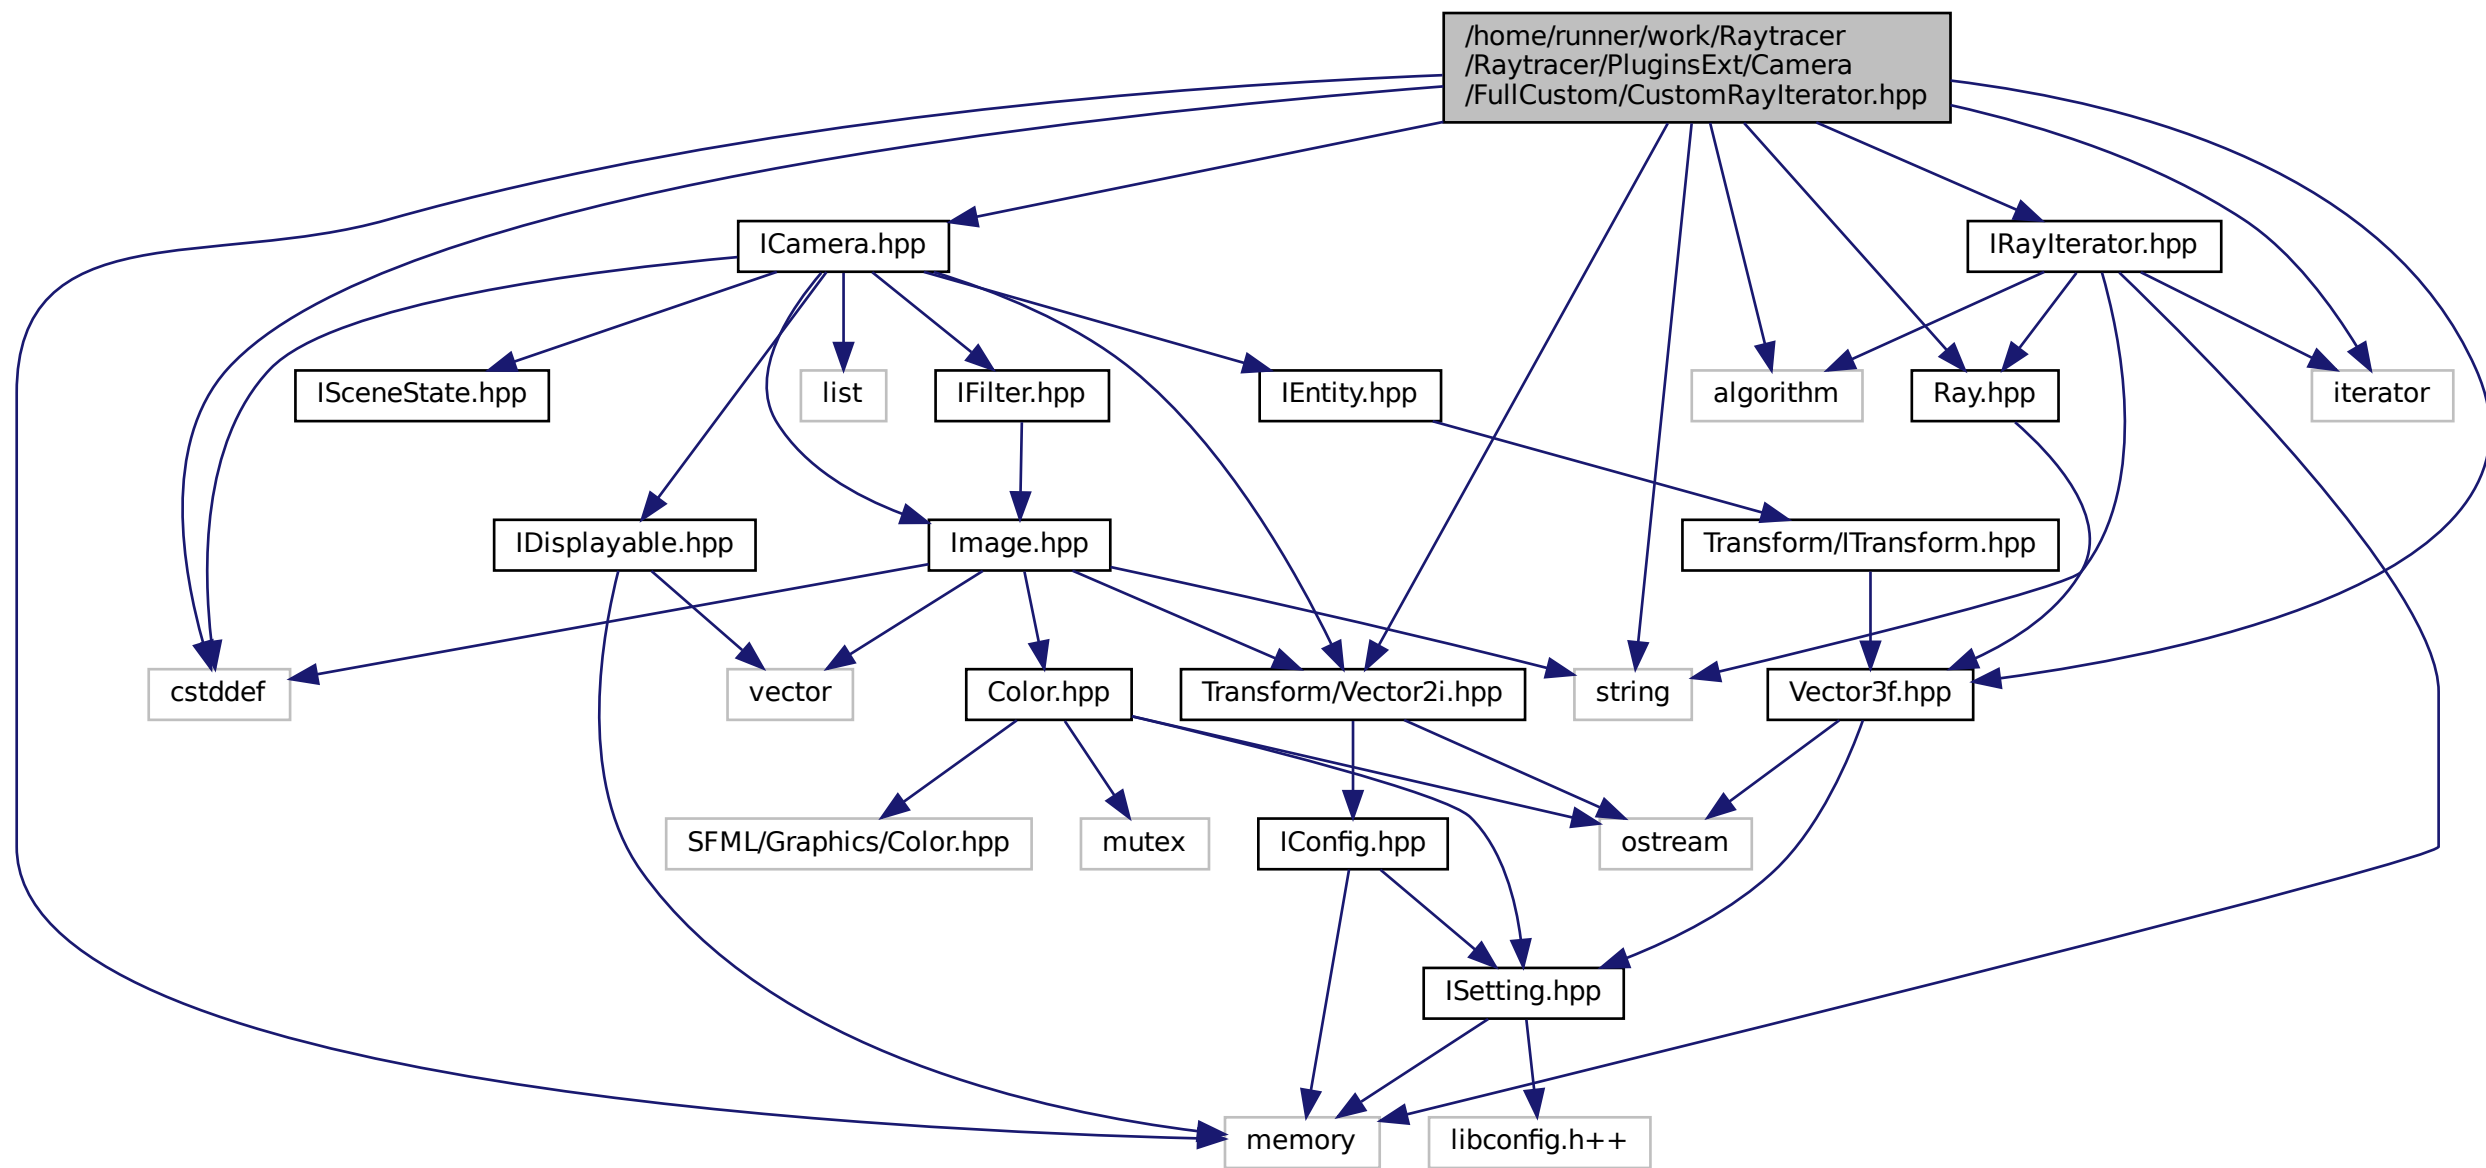 /home/runner/work/Raytracer
/Raytracer/PluginsExt/Camera
/FullCustom/CustomRayIterator.hpp
ICamera.hpp
IRayIterator.hpp
ISceneState.hpp
list
IFilter.hpp
IEntity.hpp
algorithm
Ray.hpp
iterator
IDisplayable.hpp
Image.hpp
Transform/ITransform.hpp
cstddef
vector
Color.hpp
Transform/Vector2i.hpp
string
Vector3f.hpp
SFML/Graphics/Color.hpp
mutex
IConfig.hpp
ostream
ISetting.hpp
memory
libconfig.h++